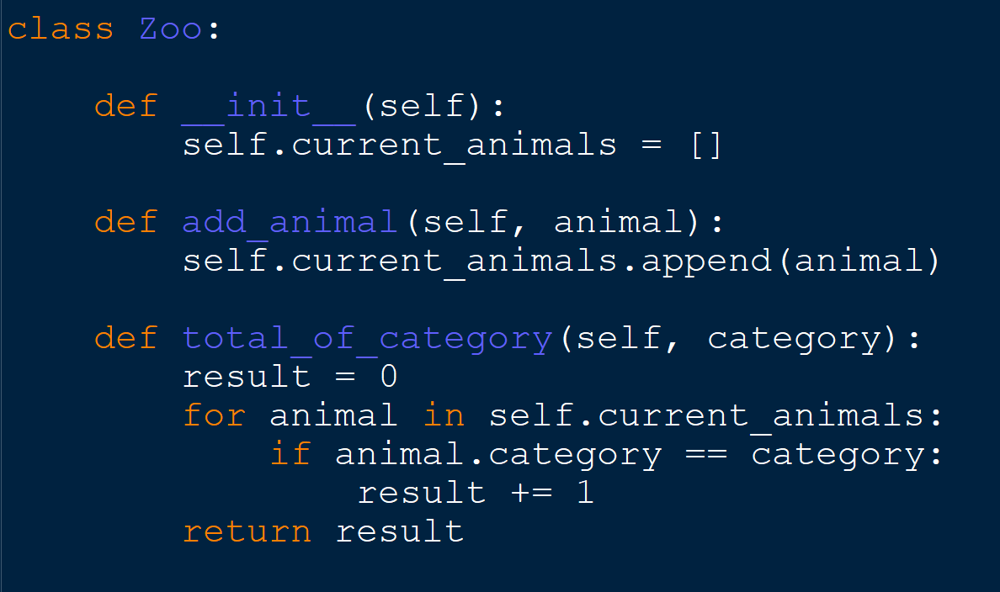 class Zoo:
    def __init__(self):
        self.current_animals = []
    def add_animal(self, animal):
        self.current_animals.append(animal)
    def total_of_category(self, category):
        result = 0
        for animal in self.current_animals:
            if animal.category == category:
                result += 1
        return result